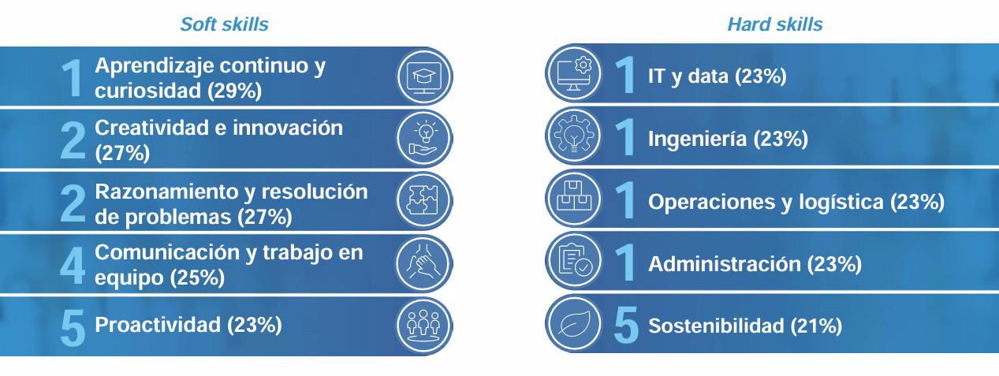 Soft skills
1
Aprendizaje continuo y
curiosidad (29%)
2
Creatividad e innovación
(27%)
2
Razonamiento y resolución
de problemas (27%)
4
Comunicación y trabajo en
equipo (25%)
5
Proactividad (23%)
Hard skills
1 IT y data (23%)
1 Ingeniería (23%)
1 Operaciones y logística (23%)
1 Administración (23%)
5 Sostenibilidad (21%)